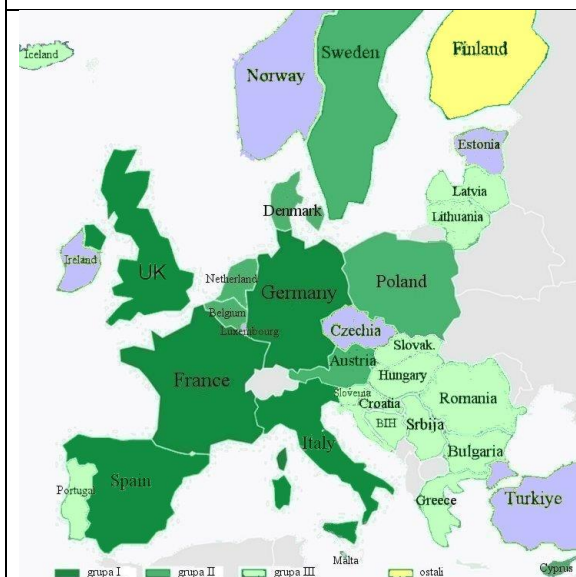 Iceland
Norway
Sweden
Finland
Estonia
Latvia
Lithuania
Denmark
Ireland
UK
Netherland
Belgium
Luxembourg
Germany
Poland
Czechia
Slovak.
Austria
Hungary
France
Slovenia
Croatia
Romania
BIH
Srbija
Italy
Bulgaria
Portugal
Spain
Greece
Turkiye
Malta
Cyprus
grupa I
grupa II
grupa III
ostali